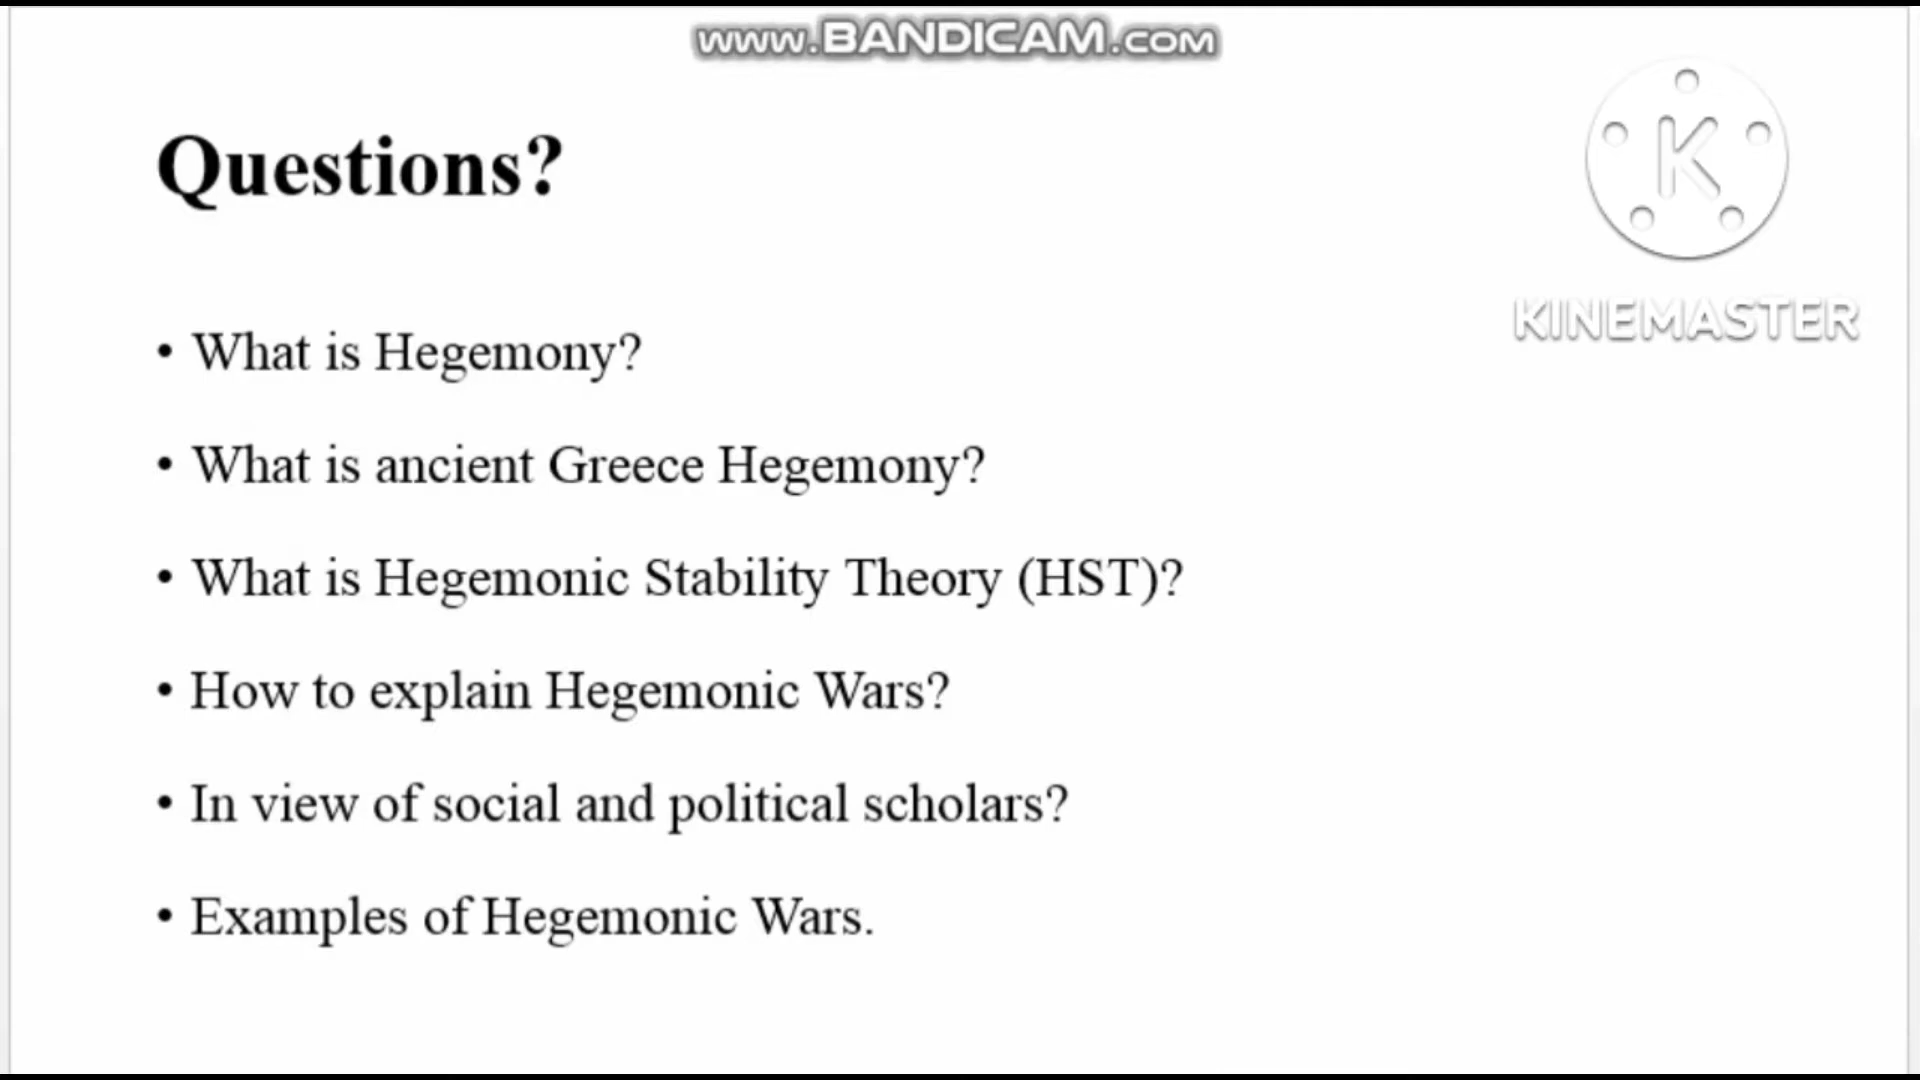 www.BANDICAM.com
K
KINEMASTER
Questions?
• What is Hegemony?
• What is ancient Greece Hegemony?
• What is Hegemonic Stability Theory (HST)?
• How to explain Hegemonic Wars?
• In view of social and political scholars?
• Examples of Hegemonic Wars.